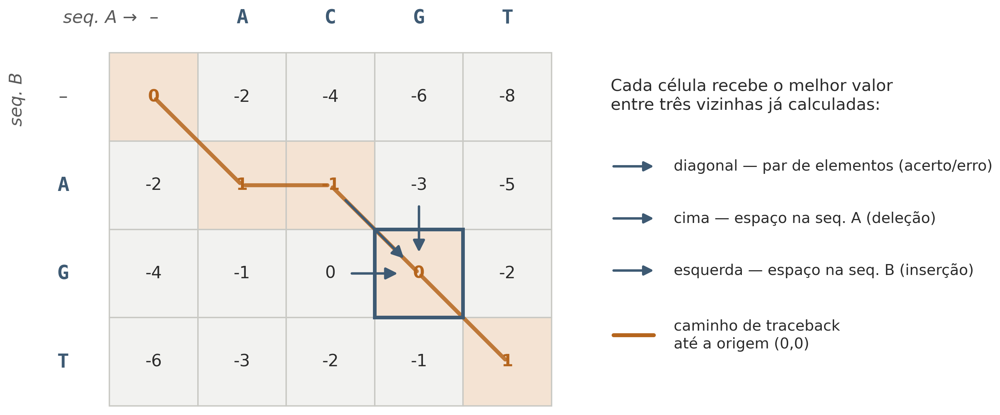 seq. A → – A C G T
seq. B
– 0 -2 -4 -6 -8
A -2 1 -1 -3 -5
G -4 -1 0 0 -2
T -6 -3 -2 -1 1
Cada célula recebe o melhor valor
entre três vizinhas já calculadas:
diagonal — par de elementos (acerto/erro)
cima — espaço na seq. A (deleção)
esquerda — espaço na seq. B (inserção)
caminho de traceback
até a origem (0,0)